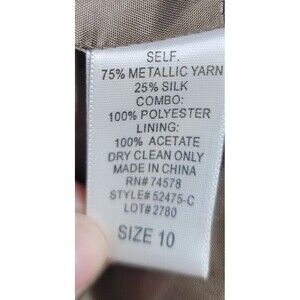 SELF.
75% METALLIC YARN
25% SILK
COMBO:
100% POLYESTER
LINING:
100% ACETATE
DRY CLEAN ONLY
MADE IN CHINA
RN# 74578
STYLE# 52475-C
LOT# 2780
SIZE 10